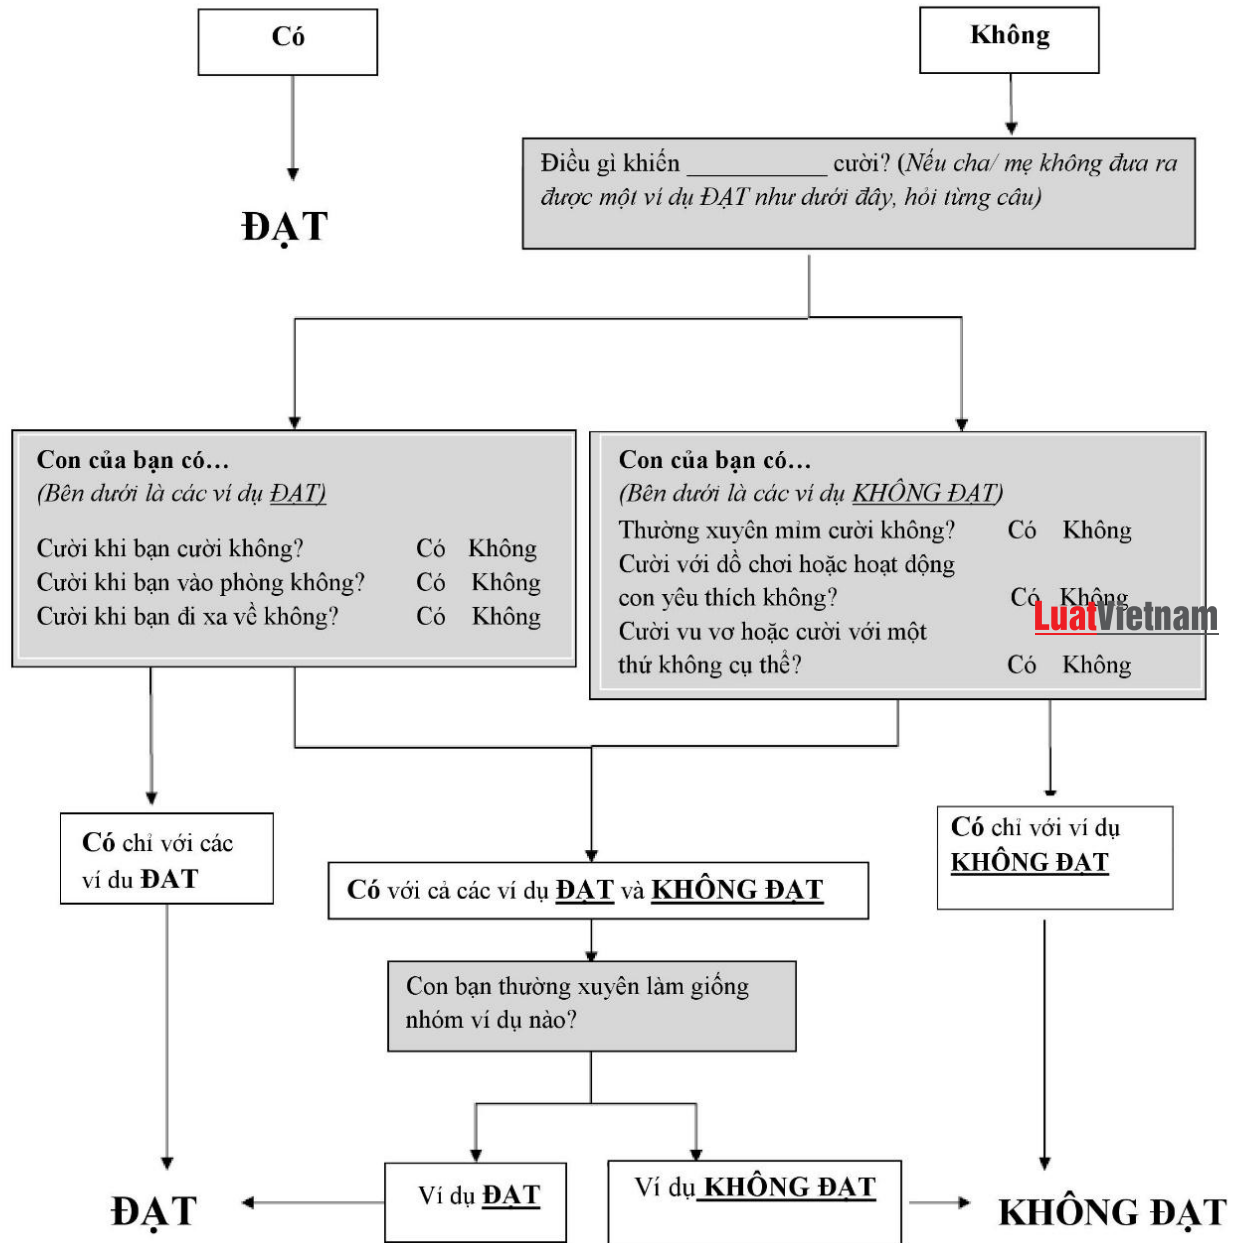 Có
Không
Điều gì khiến ___________ cười? (Nếu cha/ mẹ không đưa ra
được một ví dụ ĐẠT như dưới đây, hỏi từng câu)
ĐẠT
Con của bạn có…
(Bên dưới là các ví dụ ĐẠT)
Cười khi bạn cười không? Có Không
Cười khi bạn vào phòng không? Có Không
Cười khi bạn đi xa về không? Có Không
Con của bạn có…
(Bên dưới là các ví dụ KHÔNG ĐẠT)
Thường xuyên mỉm cười không? Có Không
Cười với đồ chơi hoặc hoạt động
con yêu thích không? Có Không
Cười vu vơ hoặc cười với một
thứ không cụ thể? Có Không
LuatVietnam
Có chỉ với các
ví du ĐAT
Có với cả các ví dụ ĐẠT và KHÔNG ĐẠT
Có chỉ với ví dụ
KHÔNG ĐẠT
Con bạn thường xuyên làm giống
nhóm ví dụ nào?
Ví dụ ĐẠT
Ví dụ KHÔNG ĐẠT
ĐẠT
KHÔNG ĐẠT